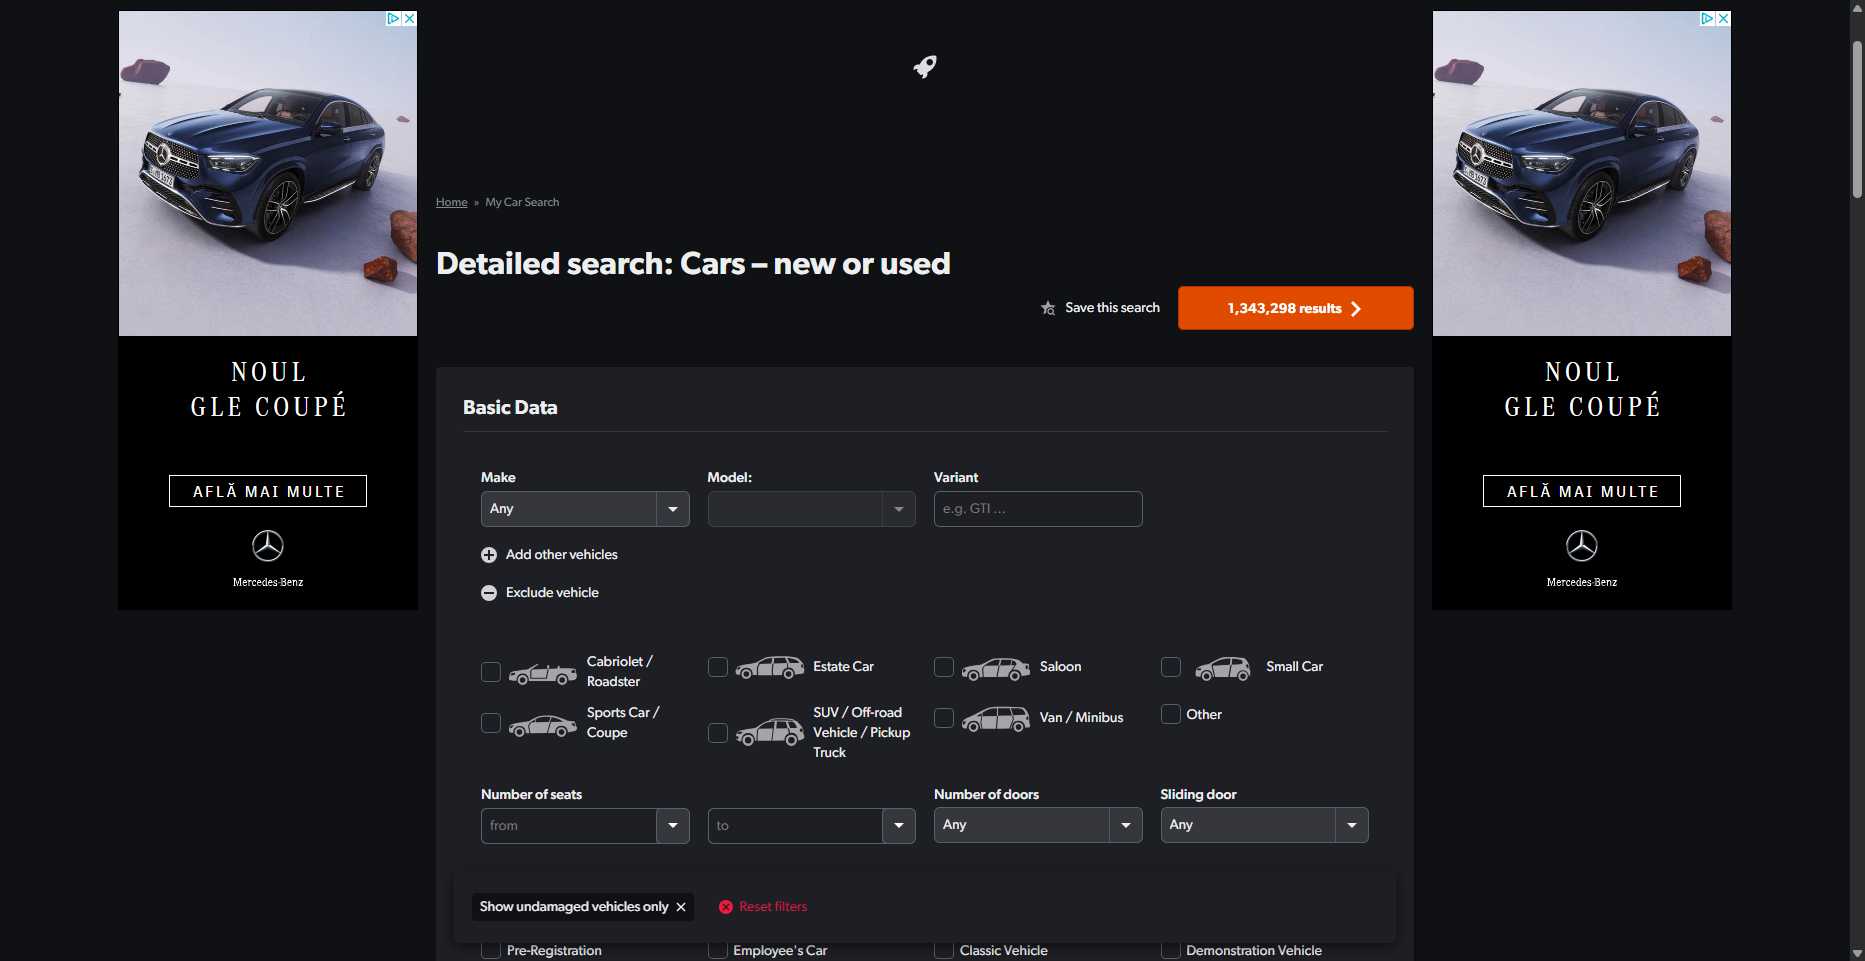 Home » My Car Search
Detailed search: Cars – new or used
Save this search
1,343,298 results
Basic Data
Make
Any
Model:
Variant
e.g. GTI ...
Add other vehicles
Exclude vehicle
Cabriolet /
Roadster
Estate Car
Saloon
Small Car
Sports Car /
Coupe
SUV / Off-road
Vehicle / Pickup
Truck
Van / Minibus
Other
Number of seats
from
to
Number of doors
Any
Sliding door
Any
Show undamaged vehicles only
Reset filters
Pre-Registration
Employee's Car
Classic Vehicle
Demonstration Vehicle
NOUL
GLE COUPÉ
AFLĂ MAI MULTE
Mercedes-Benz
NOUL
GLE COUPÉ
AFLĂ MAI MULTE
Mercedes-Benz